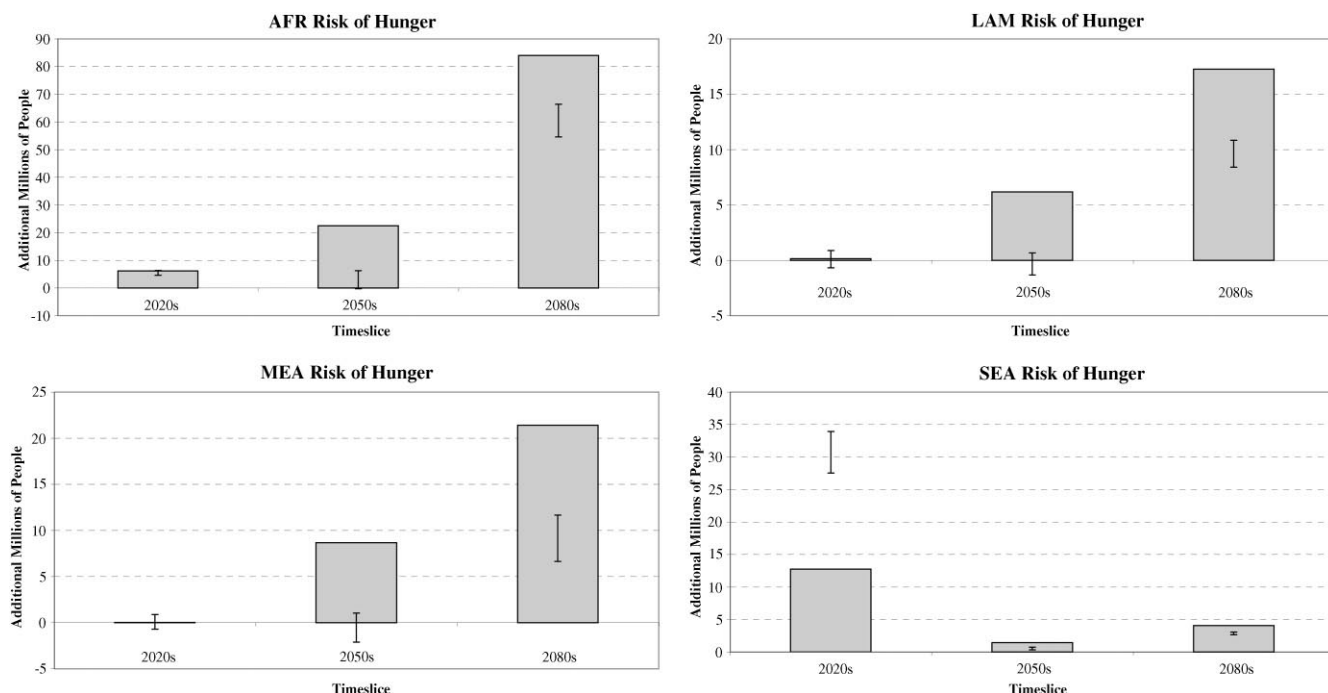 AFR Risk of Hunger
Additional Millions of People
90
80
70
60
50
40
30
20
10
0
-10
2020s
2050s
2080s
Timeslice
LAM Risk of Hunger
Additional Millions of People
20
15
10
5
0
-5
2020s
2050s
2080s
Timeslice
MEA Risk of Hunger
Additional Millions of People
25
20
15
10
5
0
-5
2020s
2050s
2080s
Timeslice
SEA Risk of Hunger
Additional Millions of People
40
35
30
25
20
15
10
5
0
2020s
2050s
2080s
Timeslice